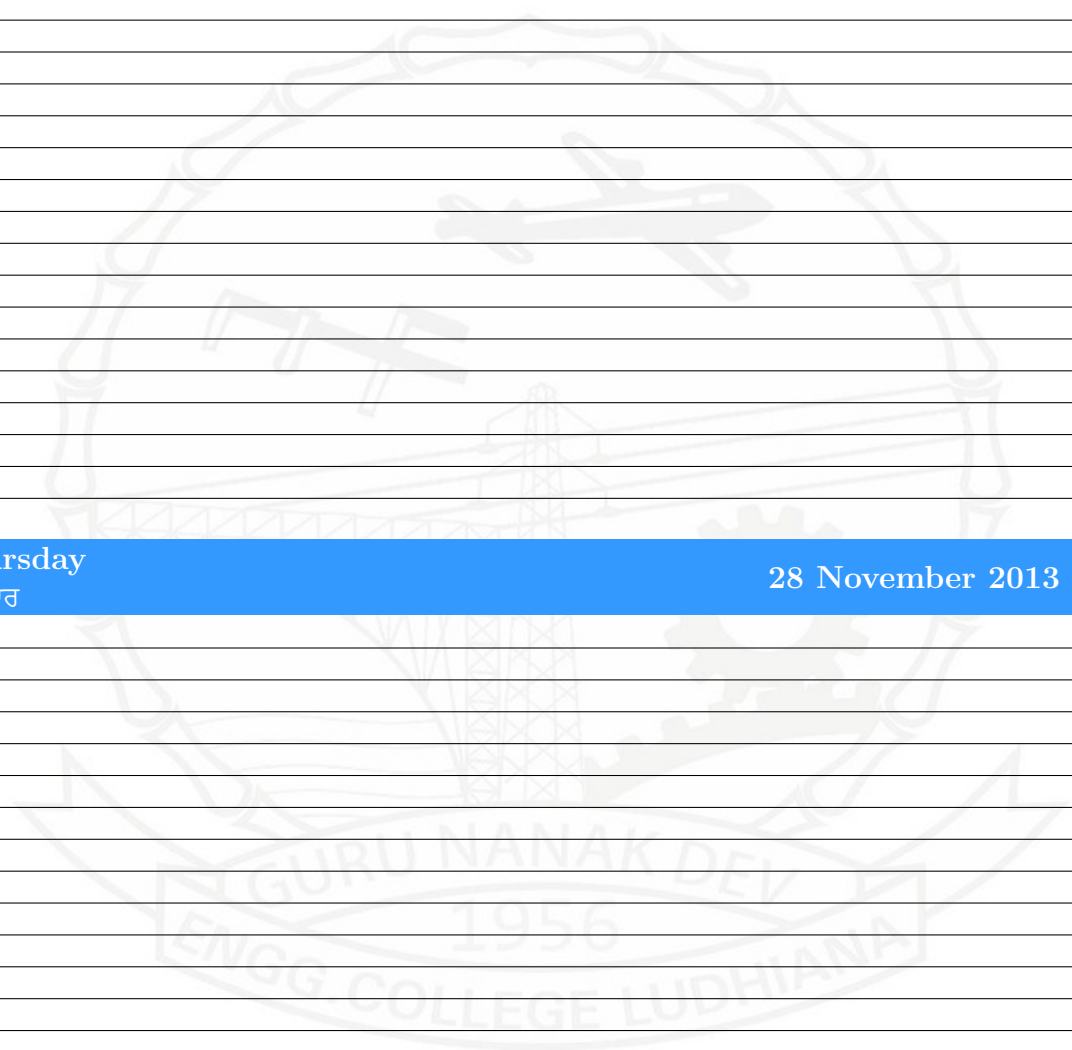 rsday
ਾਰ
28 November 2013
GURU NANAK DEV
1956
ENGG. COLLEGE LUDHIANA